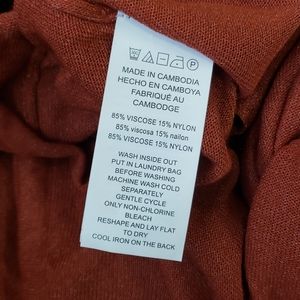 MADE IN CAMBODIA
HECHO EN CAMBOYA
FABRIQUÉ AU
CAMBODGE
85% VISCOSE 15% NYLON
85% viscosa 15% nailon
85% VISCOSE 15% NYLON
WASH INSIDE OUT
PUT IN LAUNDRY BAG
BEFORE WASHING
MACHINE WASH COLD
SEPARATELY
GENTLE CYCLE
ONLY NON-CHLORINE
BLEACH
RESHAPE AND LAY FLAT
TO DRY
COOL IRON ON THE BACK